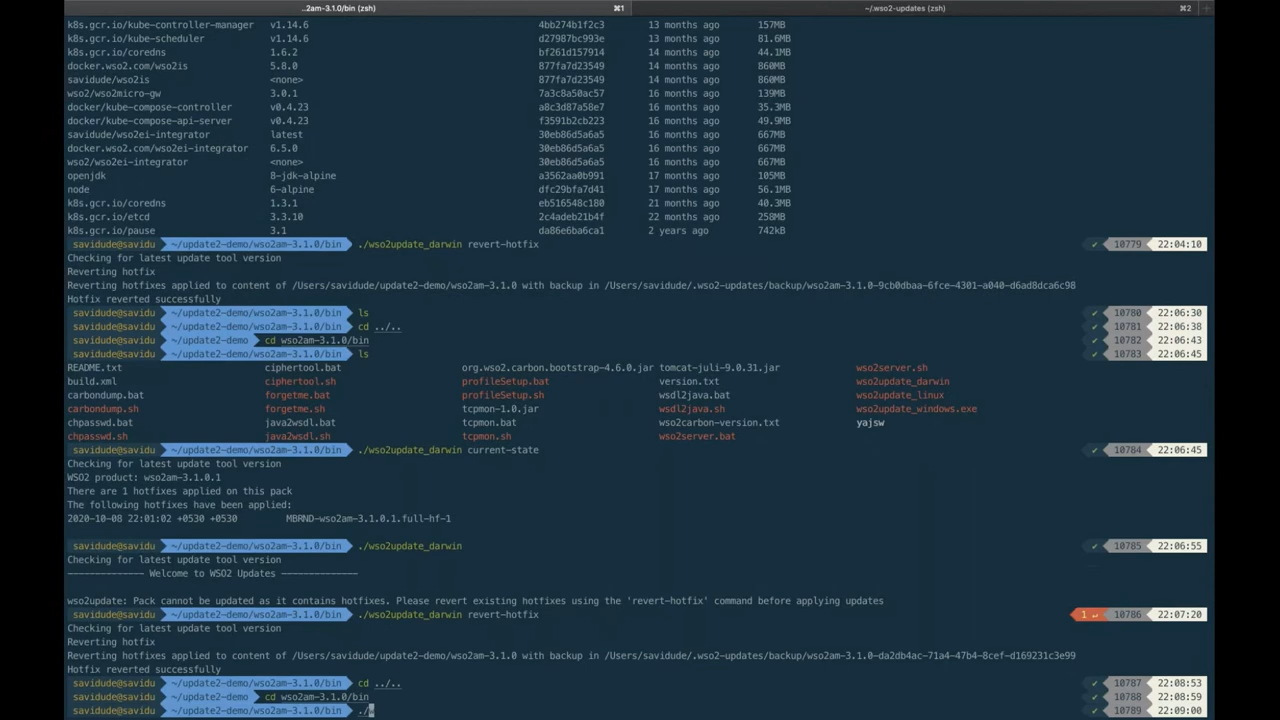 ..2am-3.1.0/bin (zsh) ⌘1 ~/.wso2-updates (zsh) ⌘2 +
k8s.gcr.io/kube-controller-manager v1.14.6 4bb274b1f2c3 13 months ago 157MB
k8s.gcr.io/kube-scheduler v1.14.6 d27987bc993e 13 months ago 81.6MB
k8s.gcr.io/coredns 1.6.2 bf261d157914 14 months ago 44.1MB
docker.wso2.com/wso2is 5.8.0 877fa7d23549 14 months ago 860MB
savidude/wso2is <none> 877fa7d23549 14 months ago 860MB
wso2/wso2micro-gw 3.0.1 7a3c8a50ac57 16 months ago 139MB
docker/kube-compose-controller v0.4.23 a8c3d87a58e7 16 months ago 35.3MB
docker/kube-compose-api-server v0.4.23 f3591b2cb223 16 months ago 49.9MB
savidude/wso2ei-integrator latest 30eb86d5a6a5 16 months ago 667MB
docker.wso2.com/wso2ei-integrator 6.5.0 30eb86d5a6a5 16 months ago 667MB
wso2/wso2ei-integrator <none> 30eb86d5a6a5 16 months ago 667MB
openjdk 8-jdk-alpine a3562aa0b991 17 months ago 105MB
node 6-alpine dfc29bfa7d41 17 months ago 56.1MB
k8s.gcr.io/coredns 1.3.1 eb516548c180 21 months ago 40.3MB
k8s.gcr.io/etcd 3.3.10 2c4adeb21b4f 22 months ago 258MB
k8s.gcr.io/pause 3.1 da86e6ba6ca1 2 years ago 742kB
savidude@savidu ~/update2-demo/wso2am-3.1.0/bin ./wso2update_darwin revert-hotfix ✔ 10779 22:04:10
Checking for latest update tool version
Reverting hotfix
Reverting hotfixes applied to content of /Users/savidude/update2-demo/wso2am-3.1.0 with backup in /Users/savidude/.wso2-updates/backup/wso2am-3.1.0-9cb0dbaa-6fce-4301-a040-d6ad8dca6c98
Hotfix reverted successfully
savidude@savidu ~/update2-demo/wso2am-3.1.0/bin ls ✔ 10780 22:06:30
savidude@savidu ~/update2-demo/wso2am-3.1.0/bin cd ../.. ✔ 10781 22:06:38
savidude@savidu ~/update2-demo cd wso2am-3.1.0/bin ✔ 10782 22:06:43
savidude@savidu ~/update2-demo/wso2am-3.1.0/bin ls ✔ 10783 22:06:45
README.txt ciphertool.bat org.wso2.carbon.bootstrap-4.6.0.jar tomcat-juli-9.0.31.jar wso2server.sh
build.xml ciphertool.sh profileSetup.bat version.txt wso2update_darwin
carbondump.bat forgetme.bat profileSetup.sh wsdl2java.bat wso2update_linux
carbondump.sh forgetme.sh tcpmon-1.0.jar wsdl2java.sh wso2update_windows.exe
chpasswd.bat java2wsdl.bat tcpmon.bat wso2carbon-version.txt yajsw
chpasswd.sh java2wsdl.sh tcpmon.sh wso2server.bat
savidude@savidu ~/update2-demo/wso2am-3.1.0/bin ./wso2update_darwin current-state ✔ 10784 22:06:45
Checking for latest update tool version
WSO2 product: wso2am-3.1.0.1
There are 1 hotfixes applied on this pack
The following hotfixes have been applied:
2020-10-08 22:01:02 +0530 +0530 MBRND-wso2am-3.1.0.1.full-hf-1
savidude@savidu ~/update2-demo/wso2am-3.1.0/bin ./wso2update_darwin ✔ 10785 22:06:55
Checking for latest update tool version
-------------- Welcome to WSO2 Updates --------------
wso2update: Pack cannot be updated as it contains hotfixes. Please revert existing hotfixes using the 'revert-hotfix' command before applying updates
savidude@savidu ~/update2-demo/wso2am-3.1.0/bin ./wso2update_darwin revert-hotfix 1 ↵ 10786 22:07:20
Checking for latest update tool version
Reverting hotfix
Reverting hotfixes applied to content of /Users/savidude/update2-demo/wso2am-3.1.0 with backup in /Users/savidude/.wso2-updates/backup/wso2am-3.1.0-da2db4ac-71a4-47b4-8cef-d169231c3e99
Hotfix reverted successfully
savidude@savidu ~/update2-demo/wso2am-3.1.0/bin cd ../.. ✔ 10787 22:08:53
savidude@savidu ~/update2-demo cd wso2am-3.1.0/bin ✔ 10788 22:08:59
savidude@savidu ~/update2-demo/wso2am-3.1.0/bin ./ ✔ 10789 22:09:00